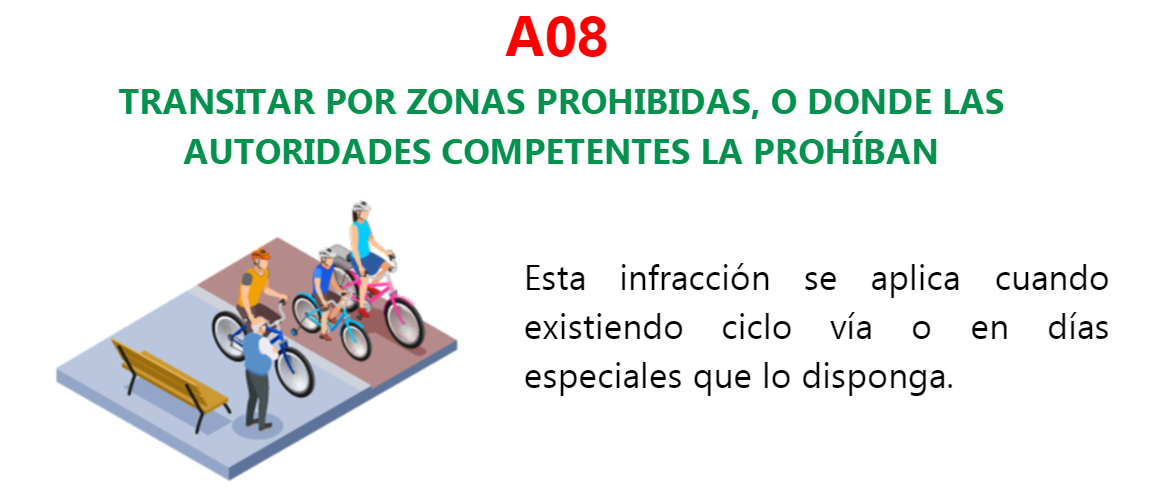 A08
TRANSITAR POR ZONAS PROHIBIDAS, O DONDE LAS
AUTORIDADES COMPETENTES LA PROHÍBAN
Esta infracción se aplica cuando
existiendo ciclo vía o en días
especiales que lo disponga.